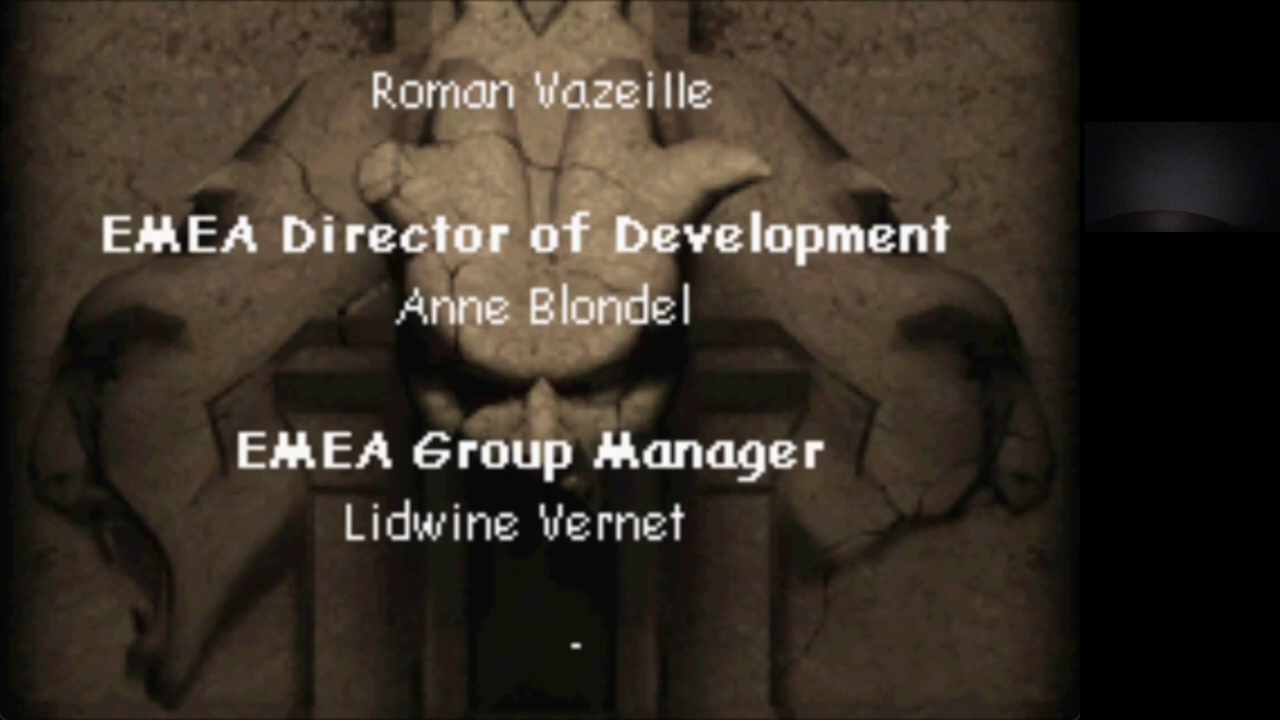 Roman Vazeille
EMEA Director of Development
Anne Blondel
EMEA Group Manager
Lidwine Vernet